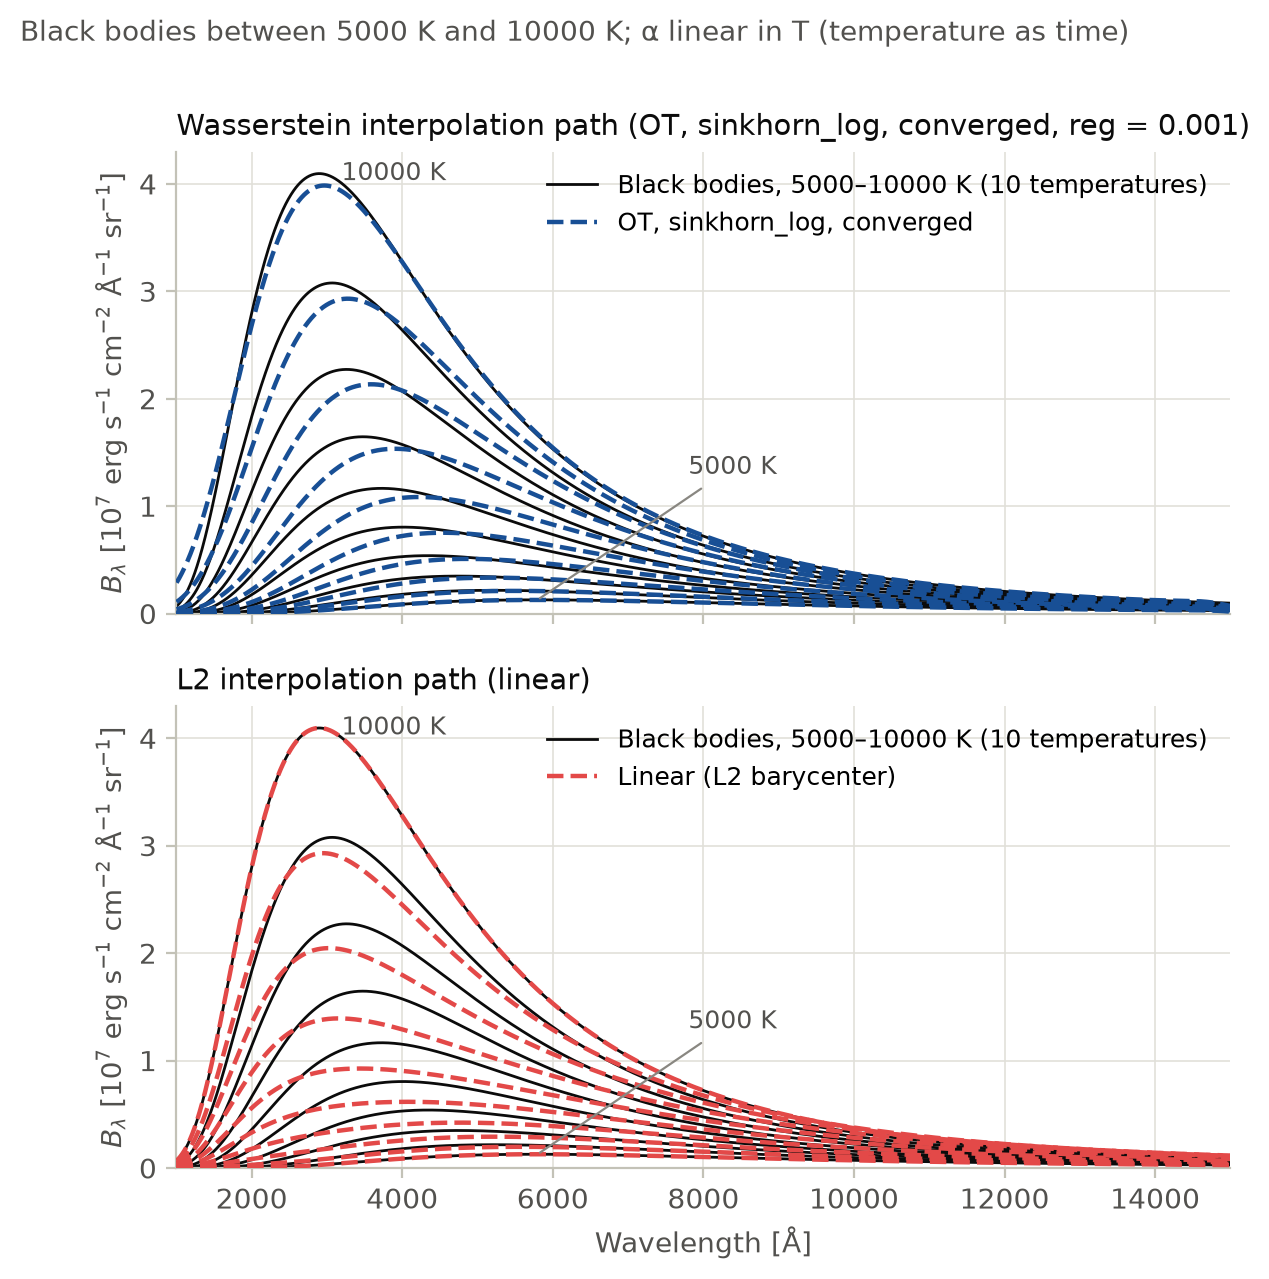 Black bodies between 5000 K and 10000 K; α linear in T (temperature as time)
Wasserstein interpolation path (OT, sinkhorn_log, converged, reg = 0.001)
10000 K
Black bodies, 5000–10000 K (10 temperatures)
OT, sinkhorn_log, converged
5000 K
4
3
2
1
0
B_λ [10⁷ erg s⁻¹ cm⁻² Å⁻¹ sr⁻¹]
L2 interpolation path (linear)
10000 K
Black bodies, 5000–10000 K (10 temperatures)
Linear (L2 barycenter)
5000 K
4
3
2
1
0
B_λ [10⁷ erg s⁻¹ cm⁻² Å⁻¹ sr⁻¹]
2000 4000 6000 8000 10000 12000 14000
Wavelength [Å]